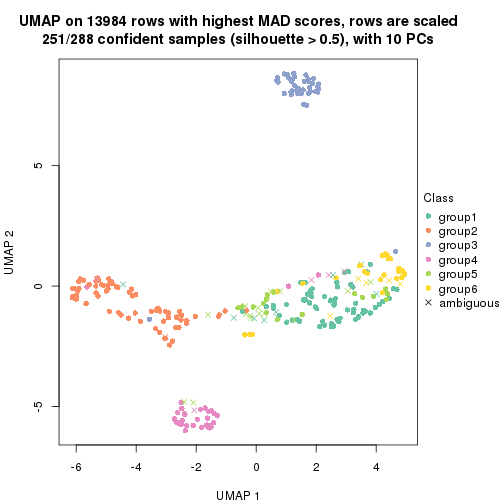 UMAP on 13984 rows with highest MAD scores, rows are scaled
251/288 confident samples (silhouette > 0.5), with 10 PCs
UMAP 2
5
0
-5
-6
-4
-2
0
2
4
UMAP 1
Class
group1
group2
group3
group4
group5
group6
ambiguous